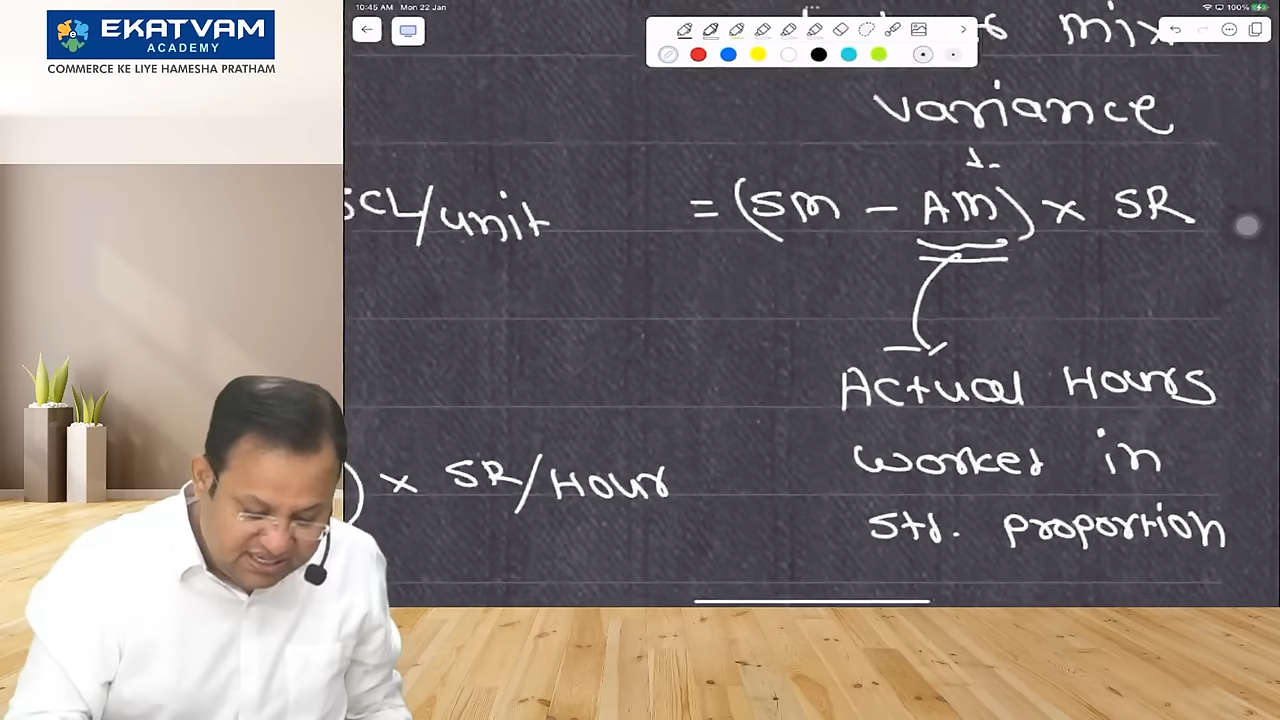 EKATVAM
ACADEMY
COMMERCE KE LIYE HAMESHA PRATHAM
10:45 AM Mon 22 Jan
100%
mix
variance
SCL/unit
= (SM - AM) × SR
Actual Hours
worked in
std. proportion
) × SR/Hour